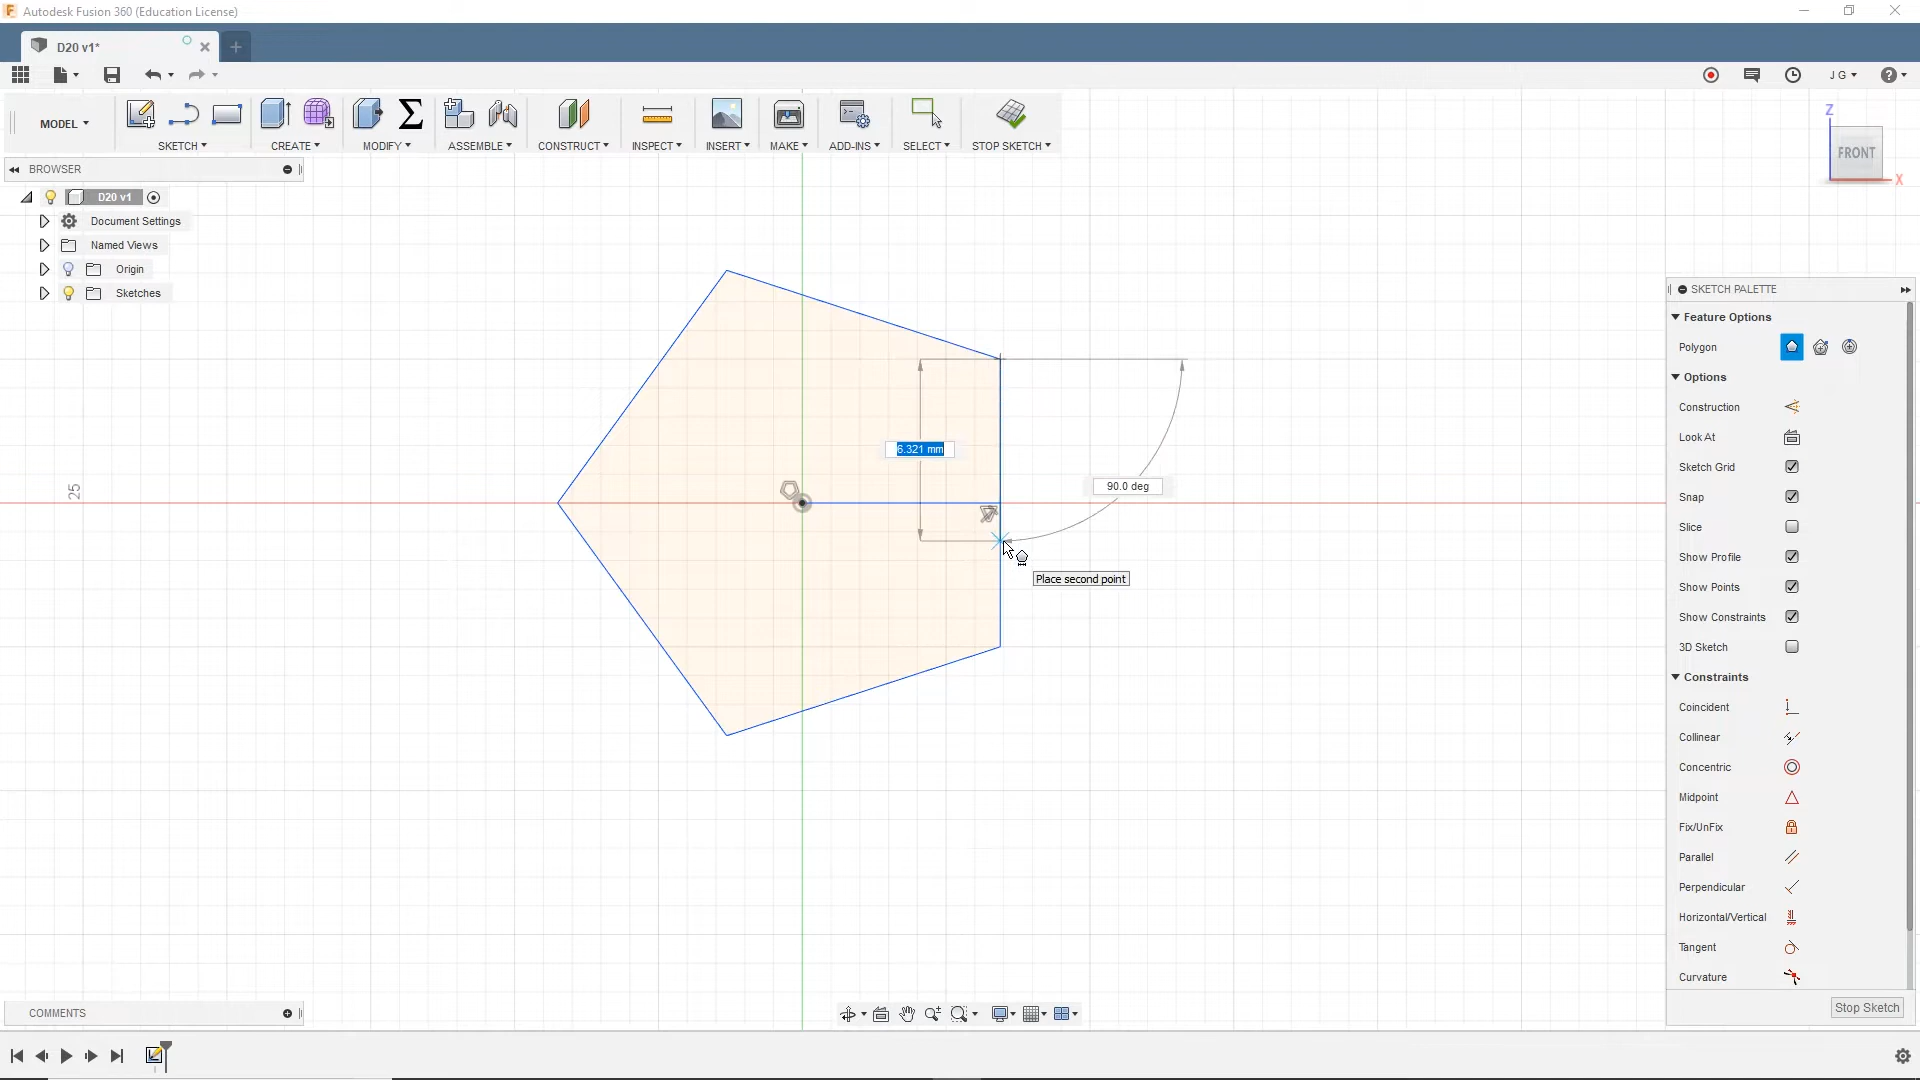 Autodesk Fusion 360 (Education License)
D20 v1*
J G
MODEL
SKETCH
CREATE
MODIFY
ASSEMBLE
CONSTRUCT
INSPECT
INSERT
MAKE
ADD-INS
SELECT
STOP SKETCH
Z
FRONT
X
BROWSER
D20 v1
Document Settings
Named Views
Origin
Sketches
25
6.321 mm
90.0 deg
Place second point
SKETCH PALETTE
Feature Options
Polygon
Options
Construction
Look At
Sketch Grid
Snap
Slice
Show Profile
Show Points
Show Constraints
3D Sketch
Constraints
Coincident
Collinear
Concentric
Midpoint
Fix/UnFix
Parallel
Perpendicular
Horizontal/Vertical
Tangent
Curvature
Stop Sketch
COMMENTS